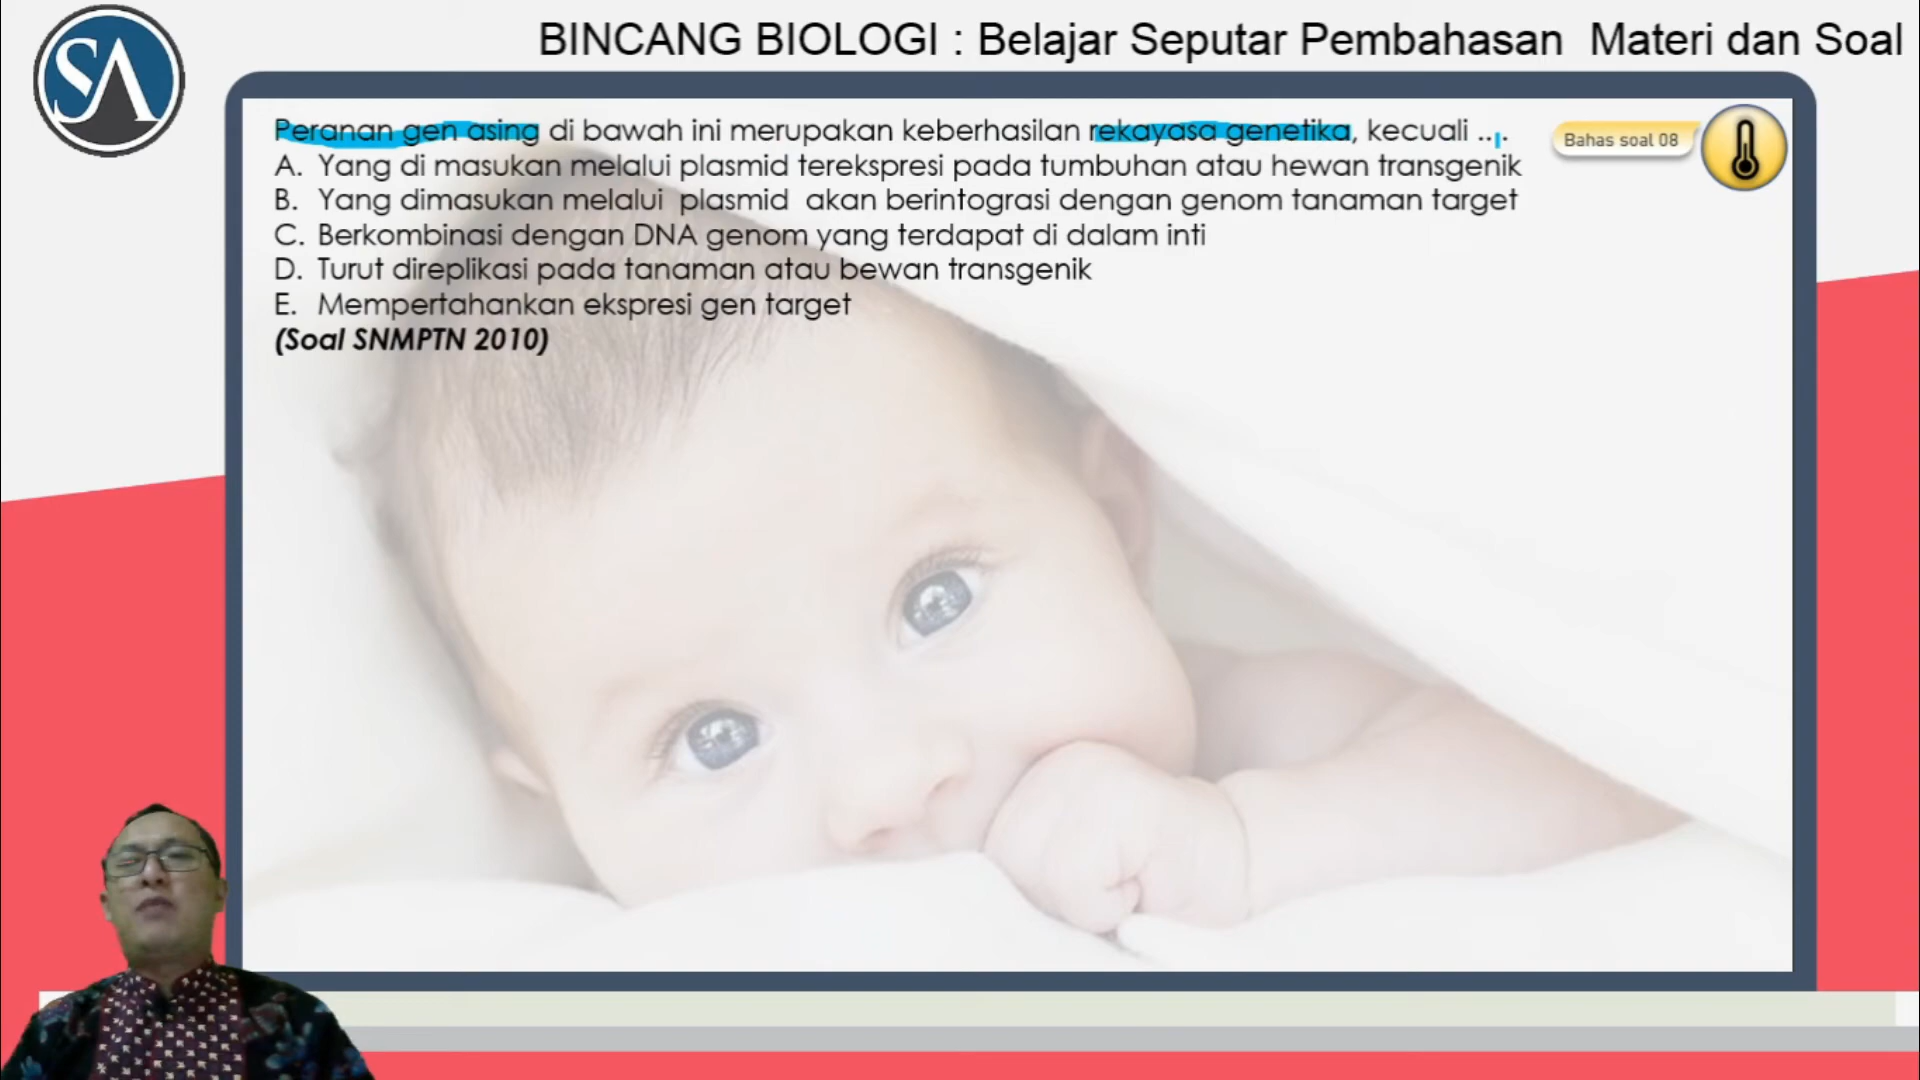 SA
BINCANG BIOLOGI : Belajar Seputar Pembahasan Materi dan Soal
Peranan gen asing di bawah ini merupakan keberhasilan rekayasa genetika, kecuali ...
Bahas soal 08
A. Yang di masukan melalui plasmid terekspresi pada tumbuhan atau hewan transgenik
B. Yang dimasukan melalui plasmid akan berintograsi dengan genom tanaman target
C. Berkombinasi dengan DNA genom yang terdapat di dalam inti
D. Turut direplikasi pada tanaman atau bewan transgenik
E. Mempertahankan ekspresi gen target
(Soal SNMPTN 2010)